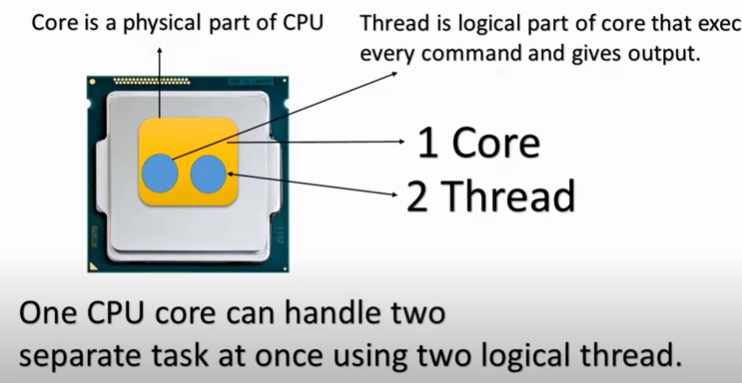 Core is a physical part of CPU
Thread is logical part of core that exec
every command and gives output.
1 Core
2 Thread
One CPU core can handle two
separate task at once using two logical thread.